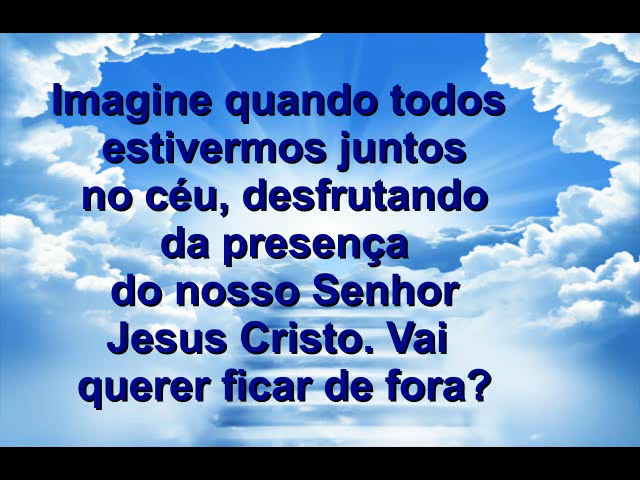 Imagine quando todos
estivermos juntos
no céu, desfrutando
da presença
do nosso Senhor
Jesus Cristo. Vai
querer ficar de fora?